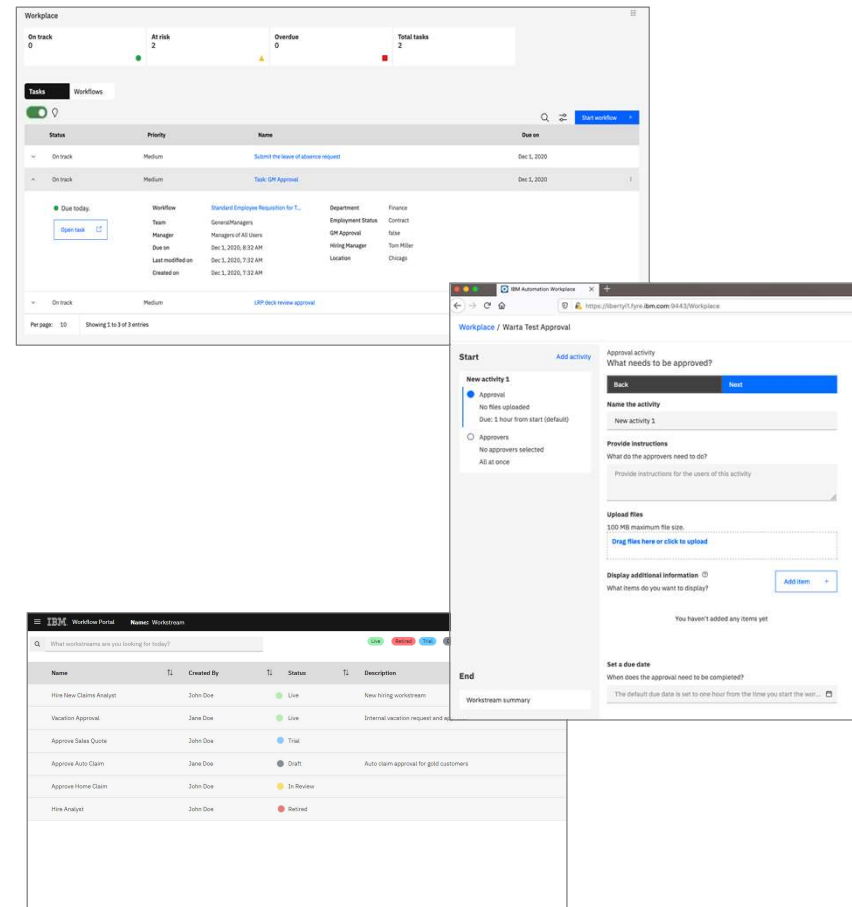 Workplace
On track At risk Overdue Total tasks
0 2 0 2
Tasks Workflows
Start workflow +
Status Priority Name Due on
On track Medium Submit the leave of absence request Dec 1, 2020
On track Medium Task: GM Approval Dec 1, 2020
Due today. Workflow Standard Employee Requisition for T... Department Finance
Open task Team GeneralManagers Employment Status Contract
Manager Managers of All Users GM Approval false
Due on Dec 1, 2020, 8:32 AM Hiring Manager Tom Miller
Last modified on Dec 1, 2020, 7:32 AM Location Chicago
Created on Dec 1, 2020, 7:32 AM
On track Medium LRP deck review approval
Per page: 10 Showing 1 to 3 of 3 entries
IBM Automation Workplace
.fyre.ibm.com:9443/Workplace
Workplace / Warta Test Approval
Start Add activity
New activity 1
Approval
No files uploaded
Due: 1 hour from start (default)
Approvers
No approvers selected
All at once
End
Workstream summary
Approval activity
What needs to be approved?
Back Next
Name the activity
New activity 1
Provide instructions
What do the approvers need to do?
Provide instructions for the users of this activity
Upload files
100 MB maximum file size.
Drag files here or click to upload
Display additional information
What items do you want to display?
Add item +
You haven't added any items yet
Set a due date
When does the approval need to be completed?
The default due date is set to one hour from the time you start the wor...
IBM Workflow Portal Name: Workstream
What workstreams are you looking for today?
Live Retired Trial
Name Created By Status Description
Hire New Claims Analyst John Doe Live New hiring workstream
Vacation Approval Jane Doe Live Internal vacation request and
Approve Sales Quote John Doe Trial
Approve Auto Claim Jane Doe Draft Auto claim approval for gold customers
Approve Home Claim John Doe In Review
Hire Analyst John Doe Retired